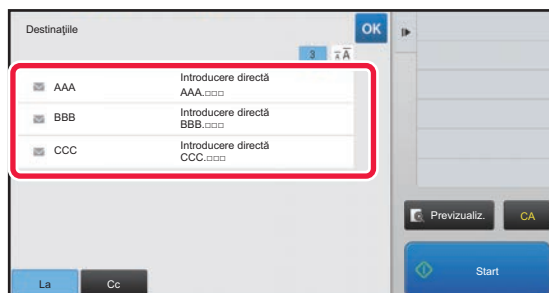 Destinaţiile
OK
3
A A
AAA
Introducere directă
AAA.□□□
BBB
Introducere directă
BBB.□□□
CCC
Introducere directă
CCC.□□□
Previzualiz.
CA
Start
La
Cc